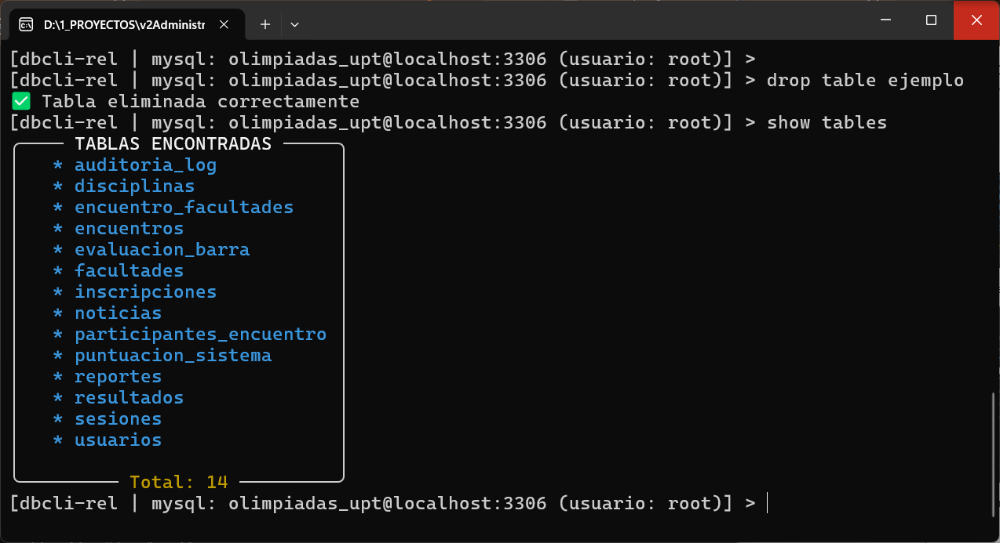 D:\1_PROYECTOS\v2Administr
[dbcli-rel | mysql: olimpiadas_upt@localhost:3306 (usuario: root)] >
[dbcli-rel | mysql: olimpiadas_upt@localhost:3306 (usuario: root)] > drop table ejemplo
✅ Tabla eliminada correctamente
[dbcli-rel | mysql: olimpiadas_upt@localhost:3306 (usuario: root)] > show tables
TABLAS ENCONTRADAS
* auditoria_log
* disciplinas
* encuentro_facultades
* encuentros
* evaluacion_barra
* facultades
* inscripciones
* noticias
* participantes_encuentro
* puntuacion_sistema
* reportes
* resultados
* sesiones
* usuarios
Total: 14
[dbcli-rel | mysql: olimpiadas_upt@localhost:3306 (usuario: root)] >